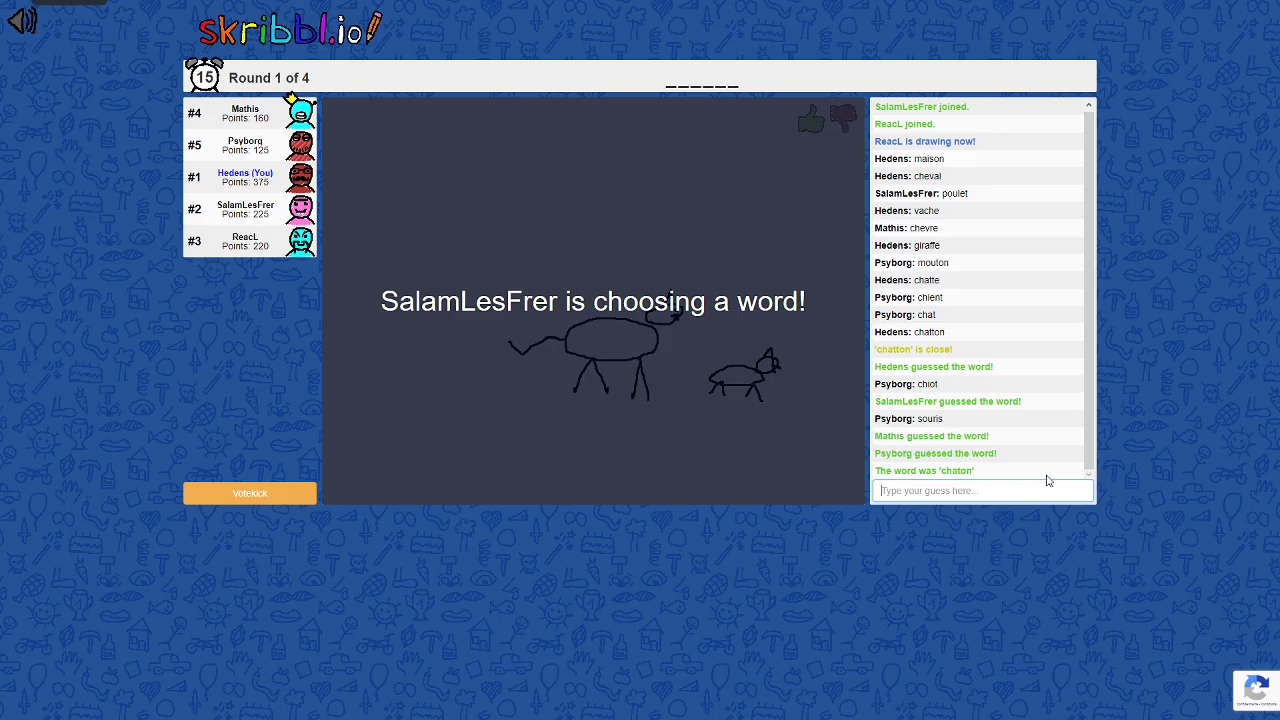 skribbl.io
15
Round 1 of 4
______
#4
Mathis
Points: 160
#5
Psyborg
Points: 125
#1
Hedens (You)
Points: 375
#2
SalamLesFrer
Points: 225
#3
ReacL
Points: 220
Votekick
SalamLesFrer is choosing a word!
SalamLesFrer joined.
ReacL joined.
ReacL is drawing now!
Hedens: maison
Hedens: cheval
SalamLesFrer: poulet
Hedens: vache
Mathis: chevre
Hedens: giraffe
Psyborg: mouton
Hedens: chatte
Psyborg: chient
Psyborg: chat
Hedens: chatton
'chatton' is close!
Hedens guessed the word!
Psyborg: chiot
SalamLesFrer guessed the word!
Psyborg: souris
Mathis guessed the word!
Psyborg guessed the word!
The word was 'chaton'
Type your guess here...